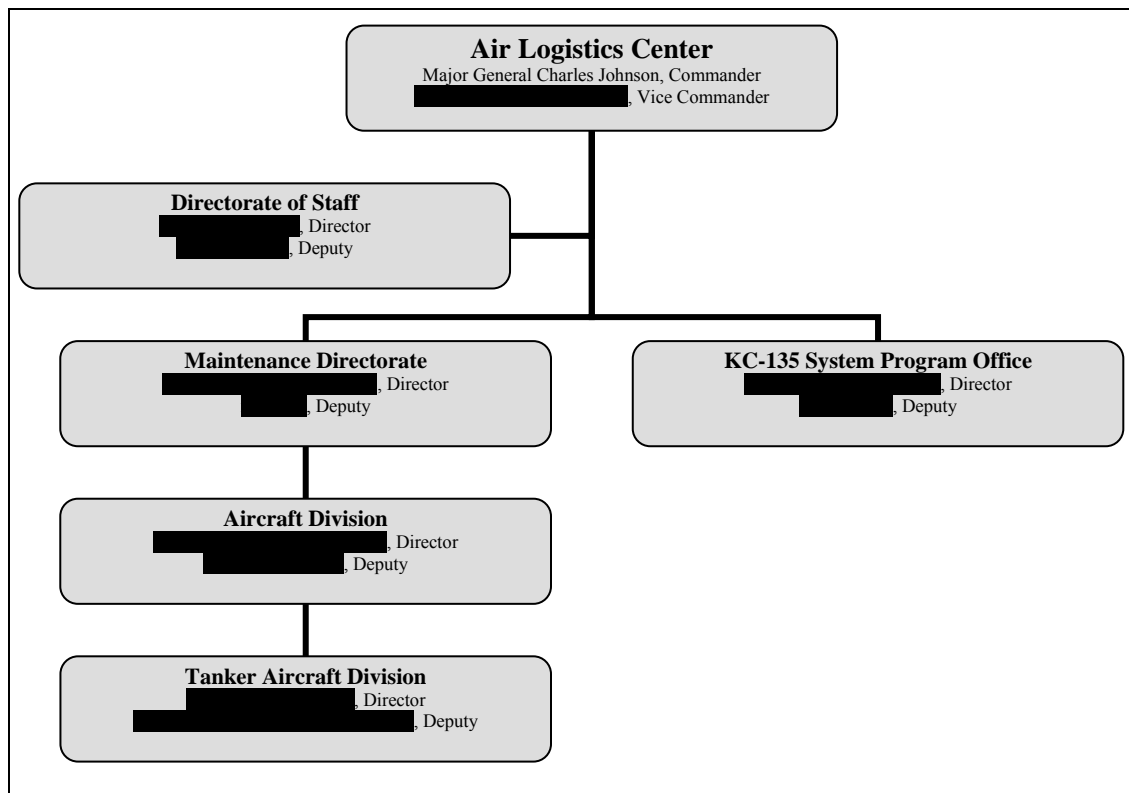 Air Logistics Center
Major General Charles Johnson, Commander
, Vice Commander
Directorate of Staff
, Director
, Deputy
Maintenance Directorate
, Director
, Deputy
KC-135 System Program Office
, Director
, Deputy
Aircraft Division
, Director
, Deputy
Tanker Aircraft Division
, Director
, Deputy